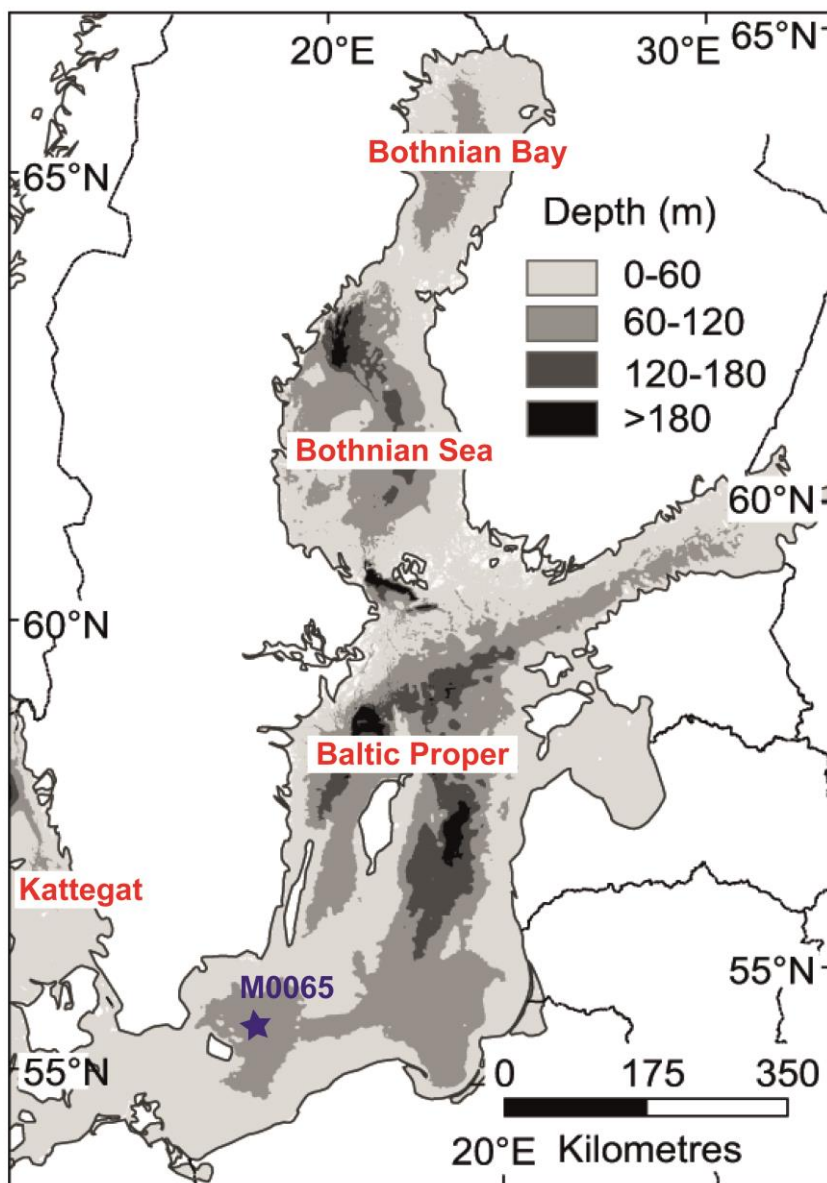 20°E 30°E 65°N
Bothnian Bay
65°N
Depth (m)
0-60
60-120
120-180
>180
Bothnian Sea
60°N
60°N
Baltic Proper
Kattegat
55°N
M0065
55°N
0 175 350
20°E Kilometres